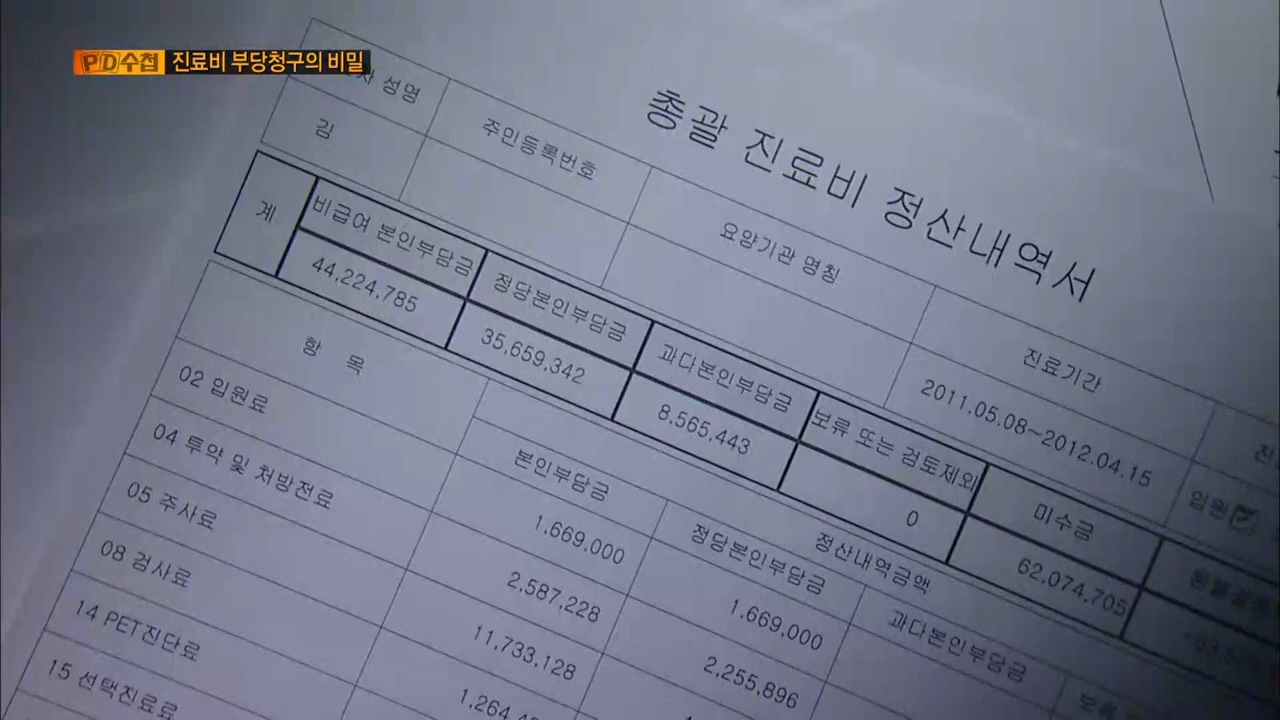 PD수첩 진료비 부당청구의 비밀
총괄 진료비 정산내역서
성명 주민등록번호 요양기관 명칭 진료기간
김 2011.05.08~2012.04.15 입원
계 비급여 본인부담금 정당본인부담금 과다본인부담금 보류 또는 검토제외 미수금
44,224,785 35,659,342 8,565,443 0 62,074,705
항 목 정산내역금액
본인부담금 정당본인부담금 과다본인부담금
02 입원료 1,669,000 1,669,000
04 투약 및 처방전료 2,587,228 2,255,896
05 주사료 11,733,128
08 검사료
14 PET진단료
15 선택진료료